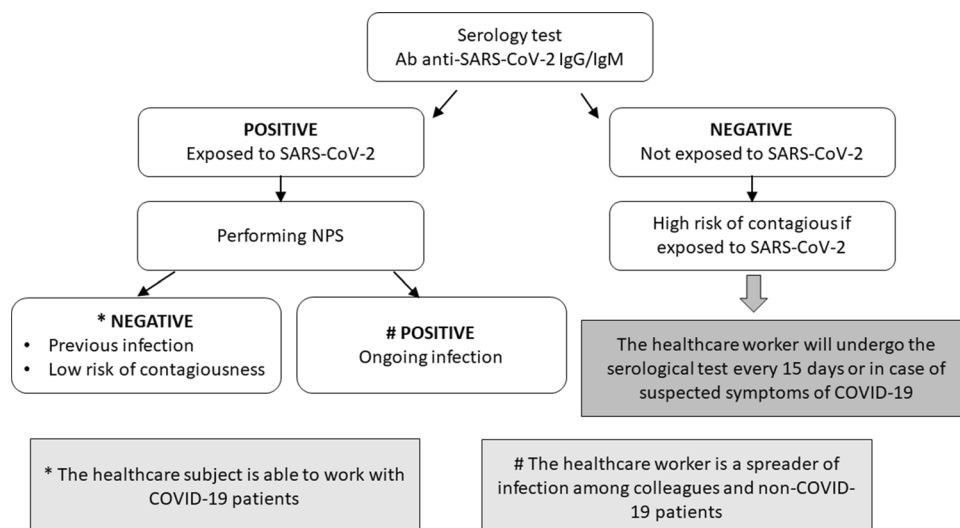 Serology test
Ab anti-SARS-CoV-2 IgG/IgM
POSITIVE
Exposed to SARS-CoV-2
NEGATIVE
Not exposed to SARS-CoV-2
Performing NPS
High risk of contagious if
exposed to SARS-CoV-2
* NEGATIVE
• Previous infection
• Low risk of contagiousness
# POSITIVE
Ongoing infection
The healthcare worker will undergo the
serological test every 15 days or in case of
suspected symptoms of COVID-19
* The healthcare subject is able to work with
COVID-19 patients
# The healthcare worker is a spreader of
infection among colleagues and non-COVID-
19 patients